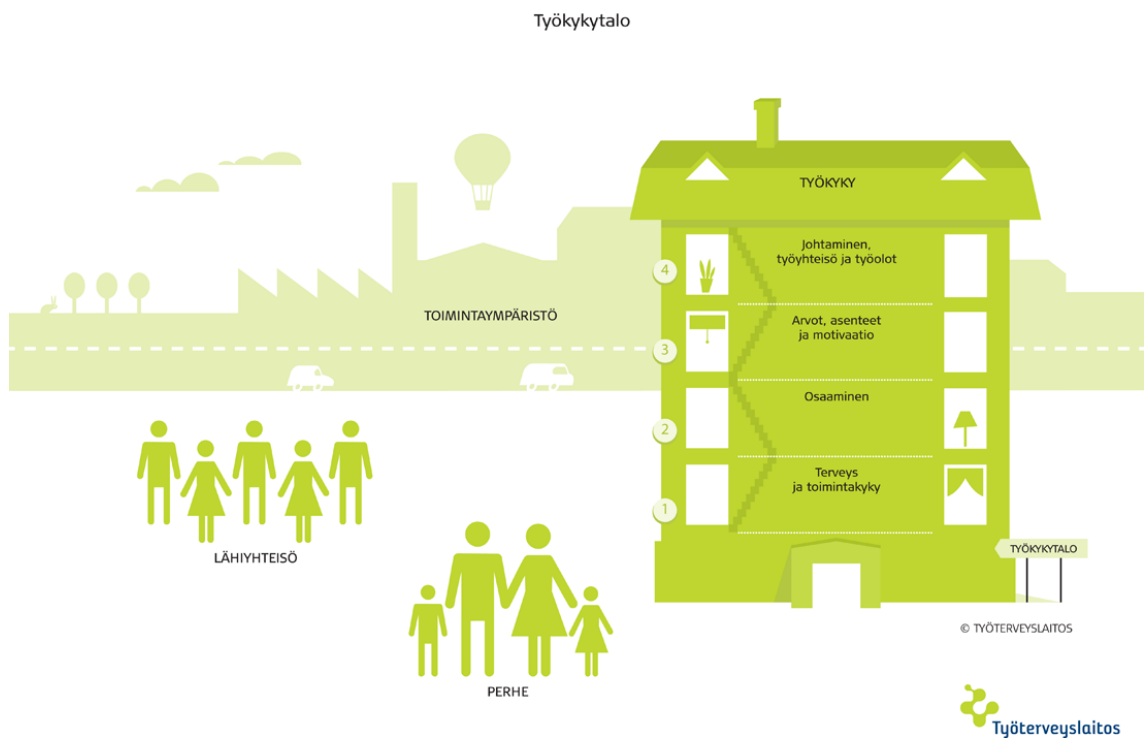 Työkykytalo
TYÖKYKY
4
Johtaminen,
työyhteisö ja työolot
TOIMINTAYMPÄRISTÖ
3
Arvot, asenteet
ja motivaatio
2
Osaaminen
1
Terveys
ja toimintakyky
LÄHIYHTEISÖ
TYÖKYKYTALO
© TYÖTERVEYSLAITOS
PERHE
Työterveyslaitos